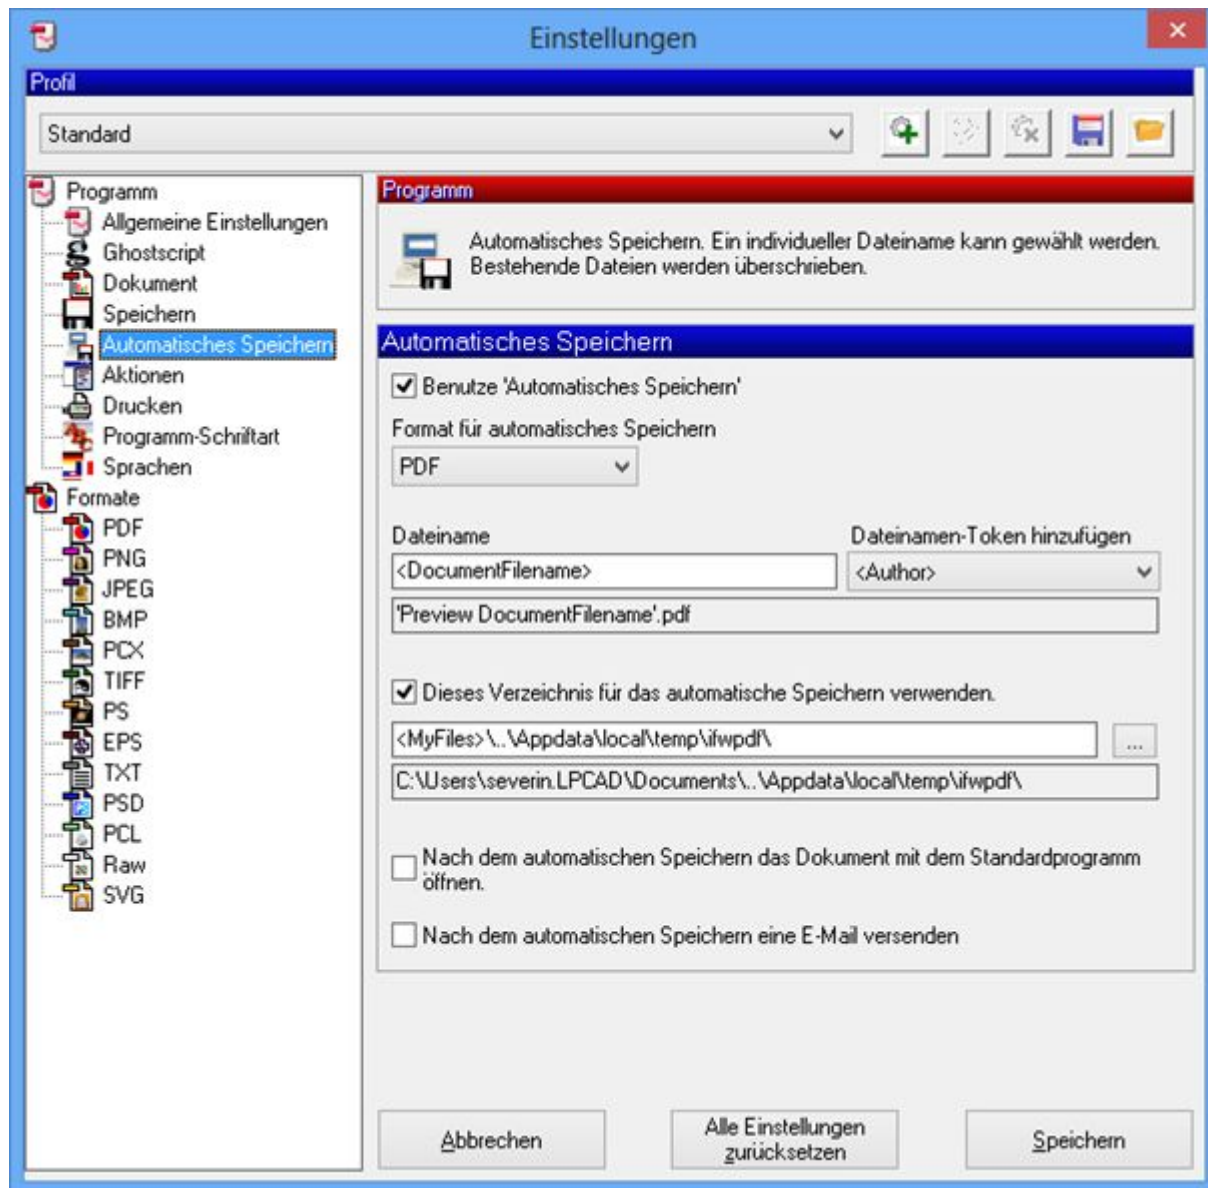 Einstellungen
Profil
Standard
Programm
Allgemeine Einstellungen
Ghostscript
Dokument
Speichern
Automatisches Speichern
Aktionen
Drucken
Programm-Schriftart
Sprachen
Formate
PDF
PNG
JPEG
BMP
PCX
TIFF
PS
EPS
TXT
PSD
PCL
Raw
SVG
Programm
Automatisches Speichern. Ein individueller Dateiname kann gewählt werden.
Bestehende Dateien werden überschrieben.
Automatisches Speichern
Benutze 'Automatisches Speichern'
Format für automatisches Speichern
PDF
Dateiname
Dateinamen-Token hinzufügen
<DocumentFilename>
<Author>
'Preview DocumentFilename'.pdf
Dieses Verzeichnis für das automatische Speichern verwenden.
<MyFiles>\..\Appdata\local\temp\ifwpdf\
...
C:\Users\severin.LPCAD\Documents\..\Appdata\local\temp\ifwpdf\
Nach dem automatischen Speichern das Dokument mit dem Standardprogramm
öffnen.
Nach dem automatischen Speichern eine E-Mail versenden
Abbrechen
Alle Einstellungen
zurücksetzen
Speichern